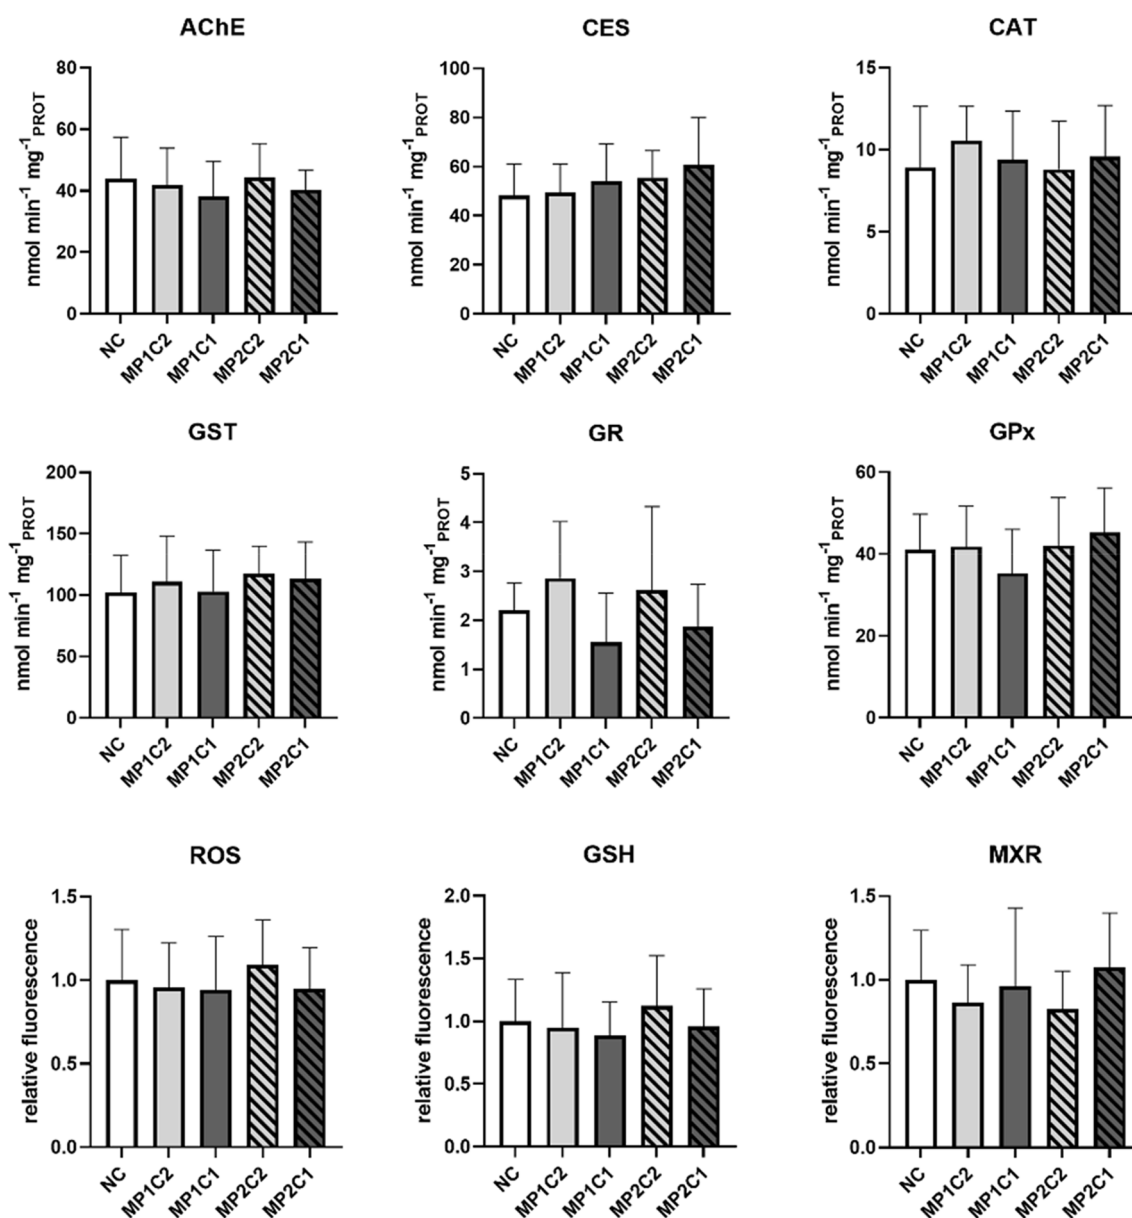 AChE
nmol min⁻¹ mg⁻¹PROT
80
60
40
20
0
NC
MP1C2
MP1C1
MP2C2
MP2C1
CES
nmol min⁻¹ mg⁻¹PROT
100
80
60
40
20
0
NC
MP1C2
MP1C1
MP2C2
MP2C1
CAT
nmol min⁻¹ mg⁻¹PROT
15
10
5
0
NC
MP1C2
MP1C1
MP2C2
MP2C1
GST
nmol min⁻¹ mg⁻¹PROT
200
150
100
50
0
NC
MP1C2
MP1C1
MP2C2
MP2C1
GR
nmol min⁻¹ mg⁻¹PROT
5
4
3
2
1
0
NC
MP1C2
MP1C1
MP2C2
MP2C1
GPx
nmol min⁻¹ mg⁻¹PROT
60
40
20
0
NC
MP1C2
MP1C1
MP2C2
MP2C1
ROS
relative fluorescence
1.5
1.0
0.5
0.0
NC
MP1C2
MP1C1
MP2C2
MP2C1
GSH
relative fluorescence
2.0
1.5
1.0
0.5
0.0
NC
MP1C2
MP1C1
MP2C2
MP2C1
MXR
relative fluorescence
1.5
1.0
0.5
0.0
NC
MP1C2
MP1C1
MP2C2
MP2C1